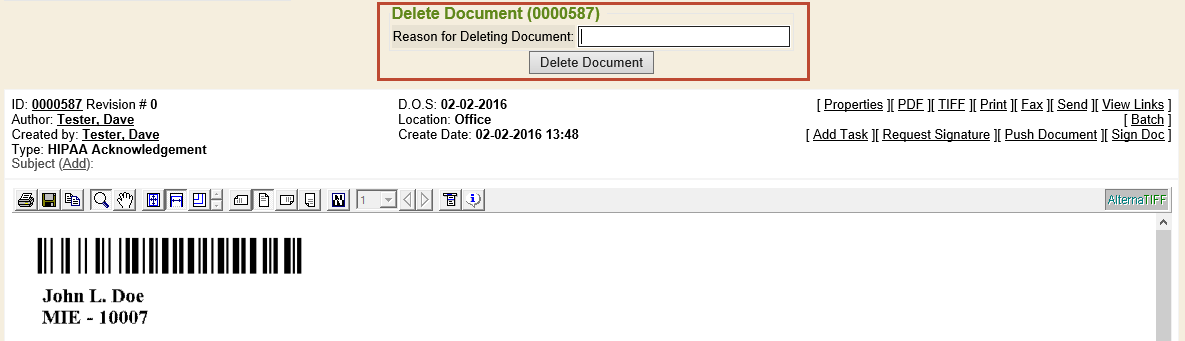 Delete Document (0000587)
Reason for Deleting Document:
Delete Document
ID: 0000587 Revision # 0
Author: Tester, Dave
Created by: Tester, Dave
Type: HIPAA Acknowledgement
Subject (Add):
D.O.S: 02-02-2016
Location: Office
Create Date: 02-02-2016 13:48
[ Properties ][ PDF ][ TIFF ][ Print ][ Fax ][ Send ][ View Links ]
[ Batch ]
[ Add Task ][ Request Signature ][ Push Document ][ Sign Doc ]
1
AlternaTIFF
John L. Doe
MIE - 10007